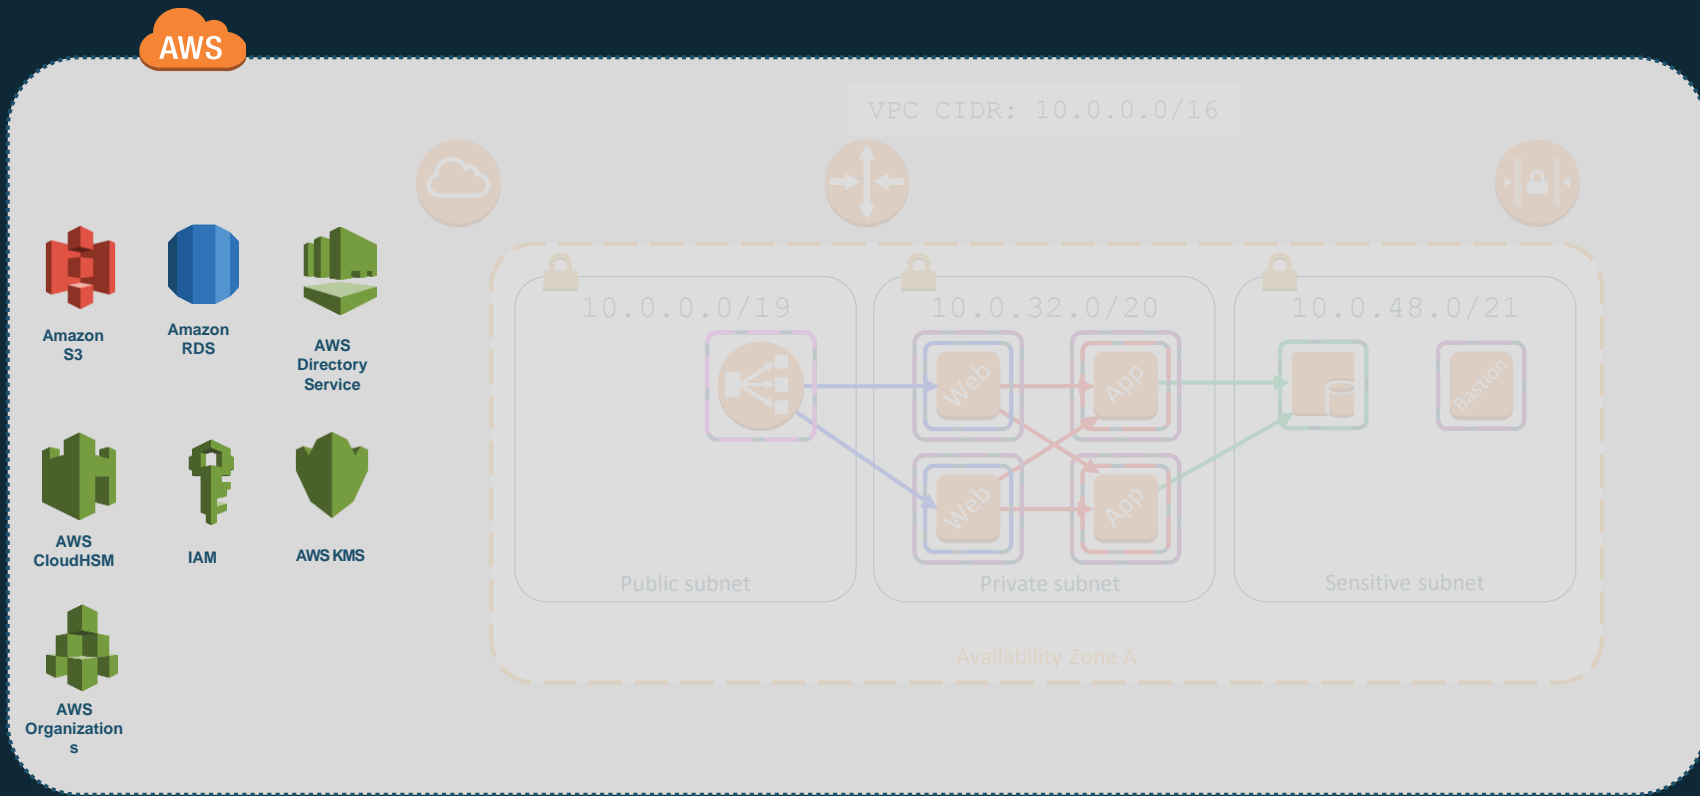 AWS
VPC CIDR: 10.0.0.0/16
Amazon
S3
Amazon
RDS
AWS
Directory
Service
AWS
CloudHSM
IAM
AWS KMS
AWS
Organization
s
10.0.0.0/19
Public subnet
10.0.32.0/20
Web
App
Web
App
Private subnet
10.0.48.0/21
Bastion
Sensitive subnet
Availability Zone A